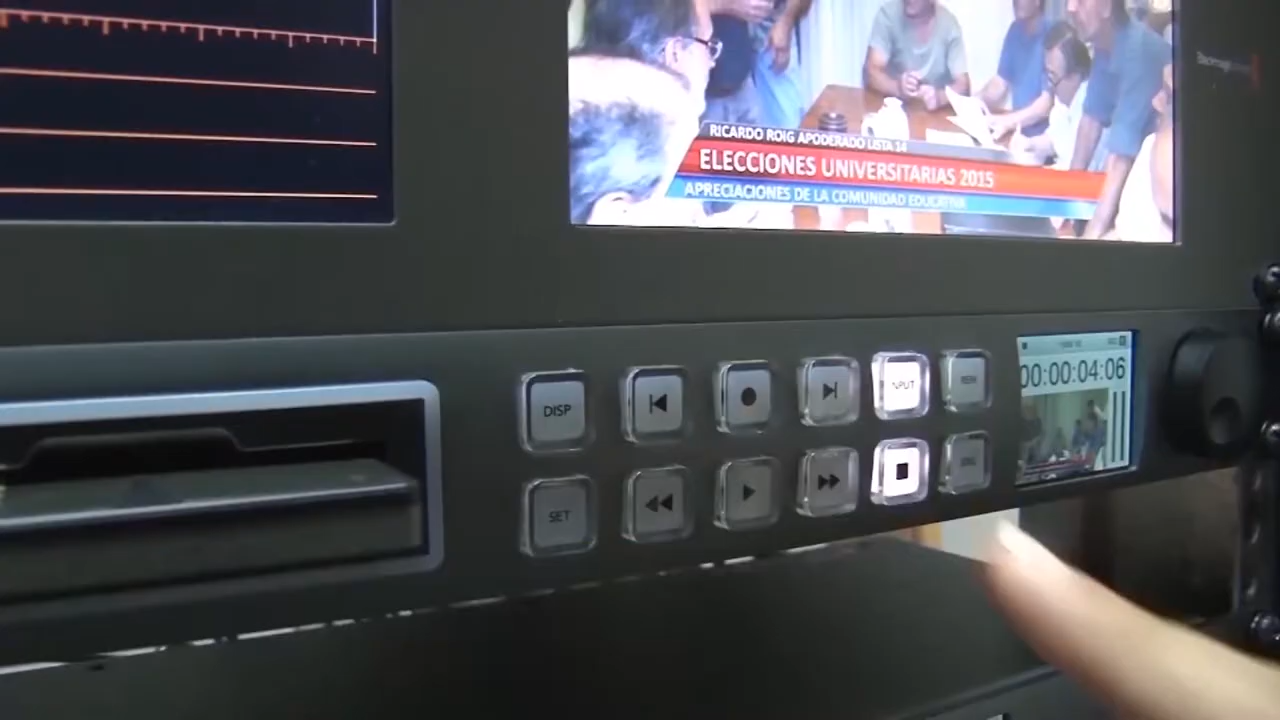 Blackmagicdesign
RICARDO ROIG APODERADO LISTA 14
ELECCIONES UNIVERSITARIAS 2015
APRECIACIONES DE LA COMUNIDAD EDUCATIVA
DISP
INPUT
SET
00:00:04:06